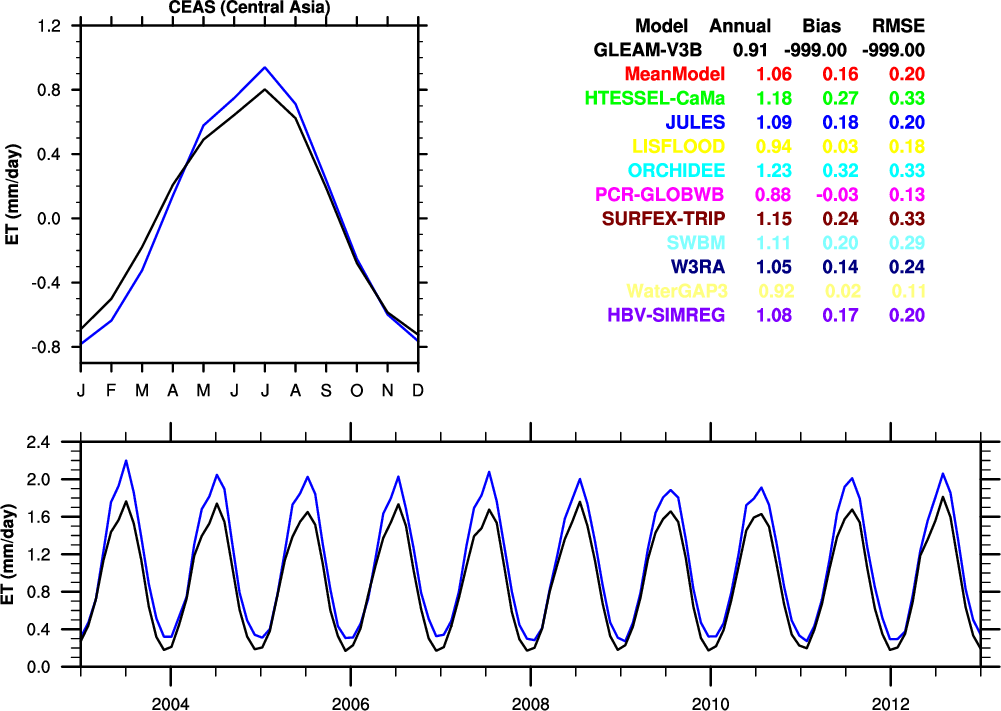 CEAS (Central Asia)
1.2
0.8
0.4
0.0
-0.4
-0.8
ET (mm/day)
J F M A M J J A S O N D
Model Annual Bias RMSE
GLEAM-V3B 0.91 -999.00 -999.00
MeanModel 1.06 0.16 0.20
HTESSEL-CaMa 1.18 0.27 0.33
JULES 1.09 0.18 0.20
LISFLOOD 0.94 0.03 0.18
ORCHIDEE 1.23 0.32 0.33
PCR-GLOBWB 0.88 -0.03 0.13
SURFEX-TRIP 1.15 0.24 0.33
SWBM 1.11 0.20 0.29
W3RA 1.05 0.14 0.24
WaterGAP3 0.92 0.02 0.11
HBV-SIMREG 1.08 0.17 0.20
2.4
2.0
1.6
1.2
0.8
0.4
0.0
ET (mm/day)
2004 2006 2008 2010 2012